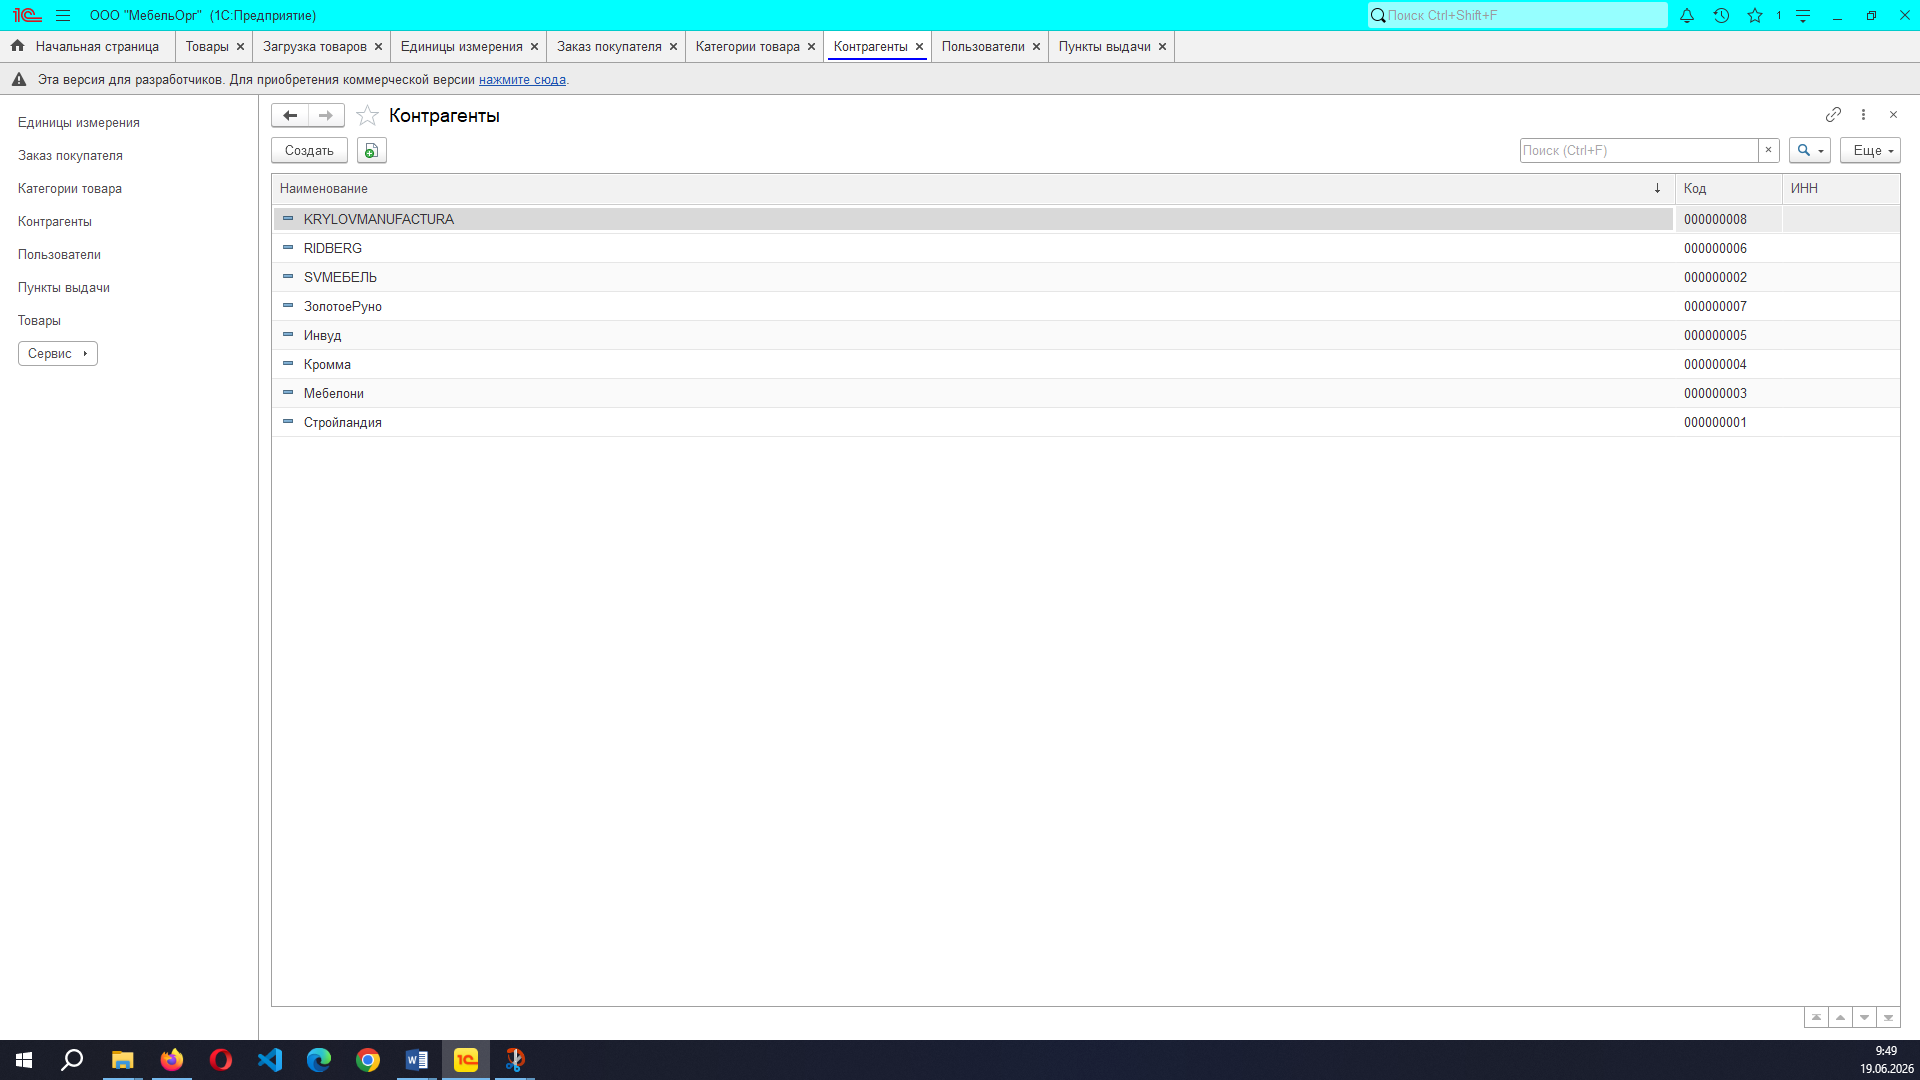 1С ООО "МебельОрг" (1С:Предприятие) Поиск Ctrl+Shift+F 1
Начальная страница Товары Загрузка товаров Единицы измерения Заказ покупателя Категории товара Контрагенты Пользователи Пункты выдачи
Эта версия для разработчиков. Для приобретения коммерческой версии нажмите сюда.
Единицы измерения
Заказ покупателя
Категории товара
Контрагенты
Пользователи
Пункты выдачи
Товары
Сервис
Контрагенты
Создать Поиск (Ctrl+F) × Еще
Наименование ↓ Код ИНН
KRYLOVMANUFACTURA 000000008
RIDBERG 000000006
SVМЕБЕЛЬ 000000002
ЗолотоеРуно 000000007
Инвуд 000000005
Кромма 000000004
Мебелони 000000003
Стройландия 000000001
9:49
19.06.2026